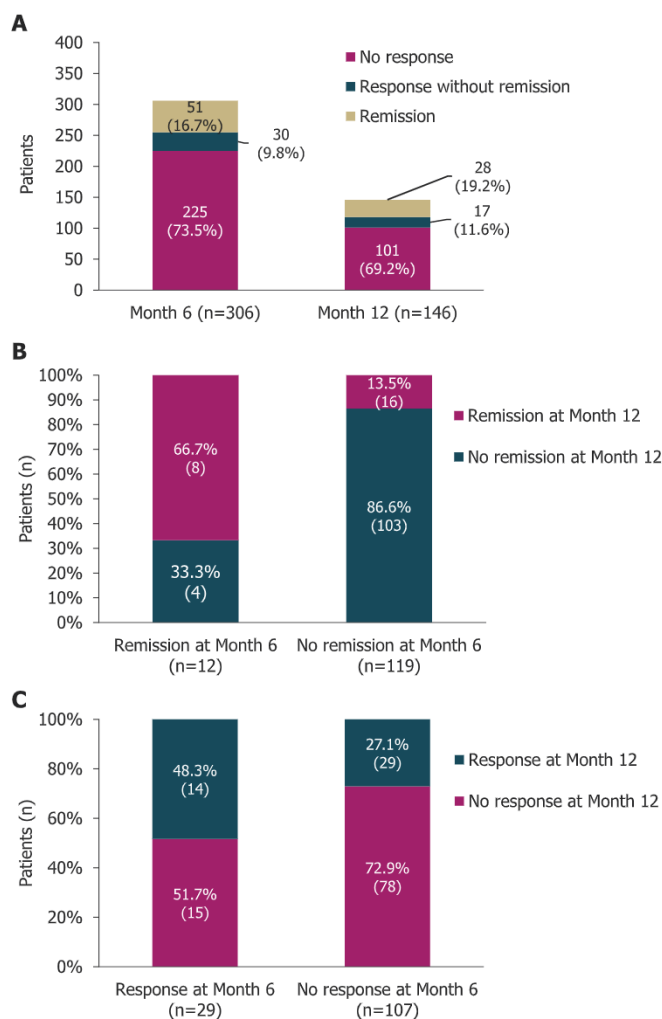 A
400
350
300
250
200
150
100
50
0
Patients
No response
Response without remission
Remission
51
(16.7%)
30
(9.8%)
225
(73.5%)
28
(19.2%)
17
(11.6%)
101
(69.2%)
Month 6 (n=306)
Month 12 (n=146)
B
100%
90%
80%
70%
60%
50%
40%
30%
20%
10%
0%
Patients (n)
66.7%
(8)
33.3%
(4)
13.5%
(16)
86.6%
(103)
Remission at Month 12
No remission at Month 12
Remission at Month 6
(n=12)
No remission at Month 6
(n=119)
C
100%
80%
60%
40%
20%
0%
Patients (n)
48.3%
(14)
51.7%
(15)
27.1%
(29)
72.9%
(78)
Response at Month 12
No response at Month 12
Response at Month 6
(n=29)
No response at Month 6
(n=107)